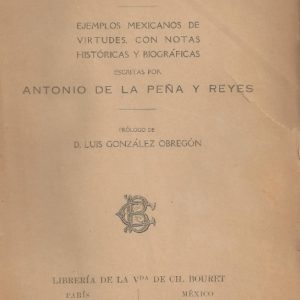 EJEMPLOS MEXICANOS DE
VIRTUDES, CON NOTAS
HISTÓRICAS Y BIOGRÁFICAS
ESCRITAS POR
ANTONIO DE LA PEÑA Y REYES
PRÓLOGO DE
D. LUIS GONZÁLEZ OBREGÓN
LIBRERÍA DE LA VDA DE CH. BOURET
PARÍS MÉXICO